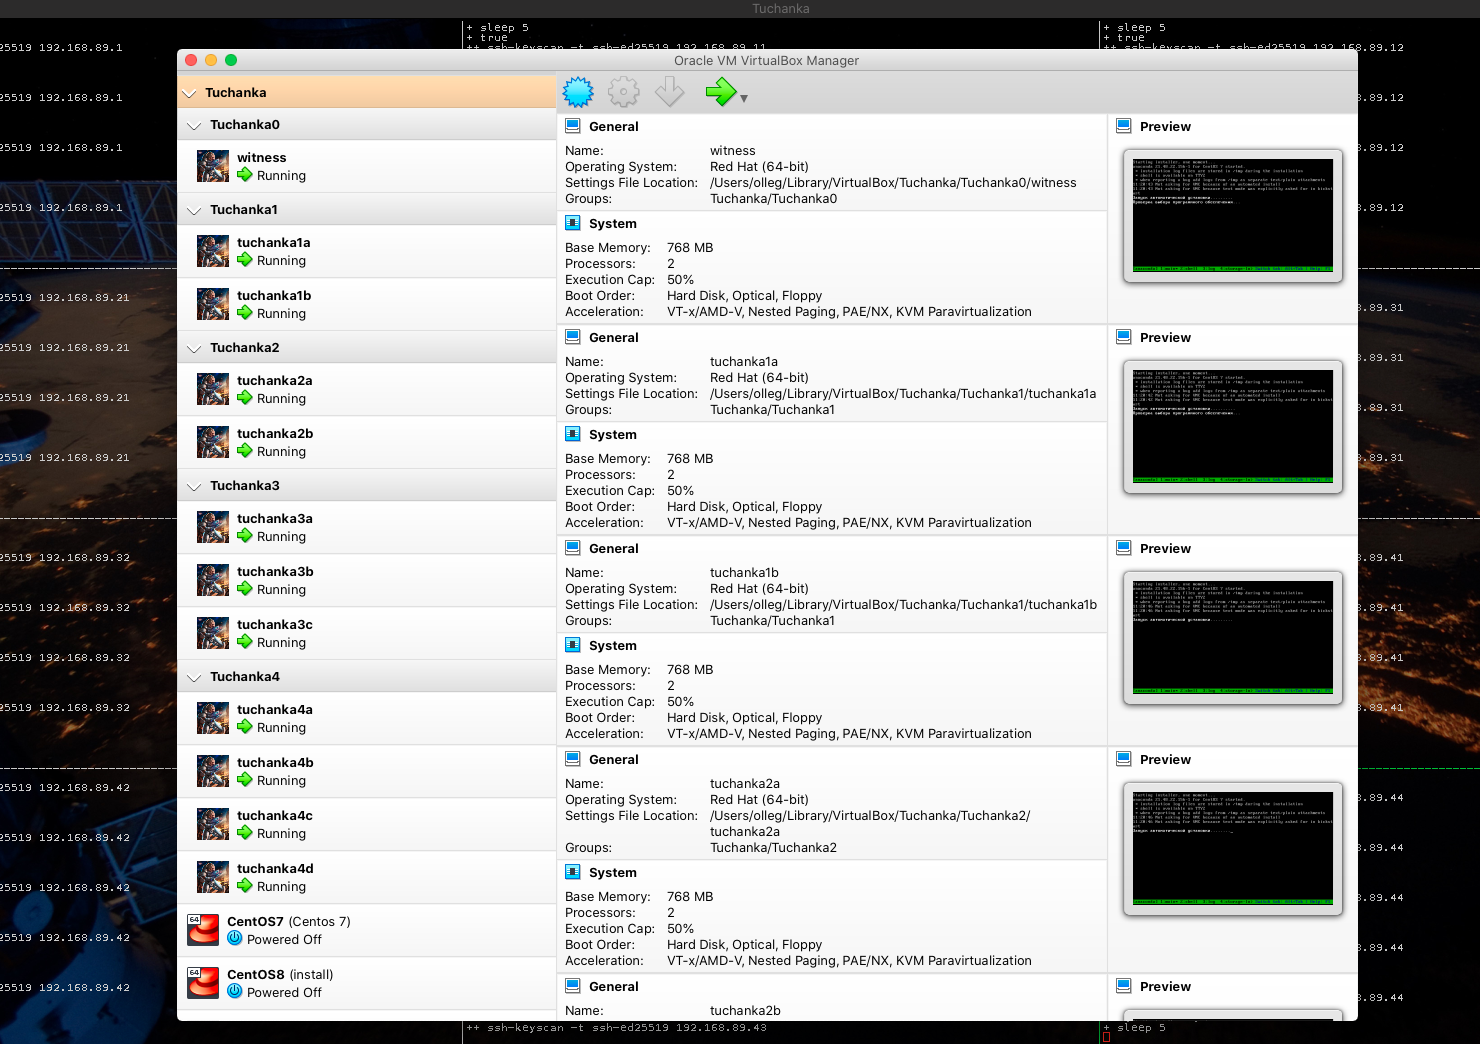 Tuchanka
+ sleep 5
+ true
++ ssh-keyscan -t ssh-ed25519 192.168.89.11
+ sleep 5
+ true
++ ssh-keyscan -t ssh-ed25519 192.168.89.12
25519 192.168.89.1
25519 192.168.89.1
25519 192.168.89.1
25519 192.168.89.1
25519 192.168.89.21
25519 192.168.89.21
25519 192.168.89.21
25519 192.168.89.21
25519 192.168.89.32
25519 192.168.89.32
25519 192.168.89.32
25519 192.168.89.32
25519 192.168.89.42
25519 192.168.89.42
25519 192.168.89.42
25519 192.168.89.42
25519 192.168.89.42
Oracle VM VirtualBox Manager
Tuchanka
Tuchanka0
witness
Running
Tuchanka1
tuchanka1a
Running
tuchanka1b
Running
Tuchanka2
tuchanka2a
Running
tuchanka2b
Running
Tuchanka3
tuchanka3a
Running
tuchanka3b
Running
tuchanka3c
Running
Tuchanka4
tuchanka4a
Running
tuchanka4b
Running
tuchanka4c
Running
tuchanka4d
Running
64
CentOS7 (Centos 7)
Powered Off
64
CentOS8 (install)
Powered Off
General
Name: witness
Operating System: Red Hat (64-bit)
Settings File Location: /Users/olleg/Library/VirtualBox/Tuchanka/Tuchanka0/witness
Groups: Tuchanka/Tuchanka0
System
Base Memory: 768 MB
Processors: 2
Execution Cap: 50%
Boot Order: Hard Disk, Optical, Floppy
Acceleration: VT-x/AMD-V, Nested Paging, PAE/NX, KVM Paravirtualization
Preview
General
Name: tuchanka1a
Operating System: Red Hat (64-bit)
Settings File Location: /Users/olleg/Library/VirtualBox/Tuchanka/Tuchanka1/tuchanka1a
Groups: Tuchanka/Tuchanka1
System
Base Memory: 768 MB
Processors: 2
Execution Cap: 50%
Boot Order: Hard Disk, Optical, Floppy
Acceleration: VT-x/AMD-V, Nested Paging, PAE/NX, KVM Paravirtualization
Preview
General
Name: tuchanka1b
Operating System: Red Hat (64-bit)
Settings File Location: /Users/olleg/Library/VirtualBox/Tuchanka/Tuchanka1/tuchanka1b
Groups: Tuchanka/Tuchanka1
System
Base Memory: 768 MB
Processors: 2
Execution Cap: 50%
Boot Order: Hard Disk, Optical, Floppy
Acceleration: VT-x/AMD-V, Nested Paging, PAE/NX, KVM Paravirtualization
Preview
General
Name: tuchanka2a
Operating System: Red Hat (64-bit)
Settings File Location: /Users/olleg/Library/VirtualBox/Tuchanka/Tuchanka2/
tuchanka2a
Groups: Tuchanka/Tuchanka2
System
Base Memory: 768 MB
Processors: 2
Execution Cap: 50%
Boot Order: Hard Disk, Optical, Floppy
Acceleration: VT-x/AMD-V, Nested Paging, PAE/NX, KVM Paravirtualization
Preview
General
Name: tuchanka2b
Preview
8.89.12
8.89.12
8.89.12
8.89.31
8.89.31
8.89.31
8.89.31
8.89.41
8.89.41
8.89.41
8.89.41
8.89.44
8.89.44
8.89.44
8.89.44
8.89.44
++ ssh-keyscan -t ssh-ed25519 192.168.89.43
+ sleep 5